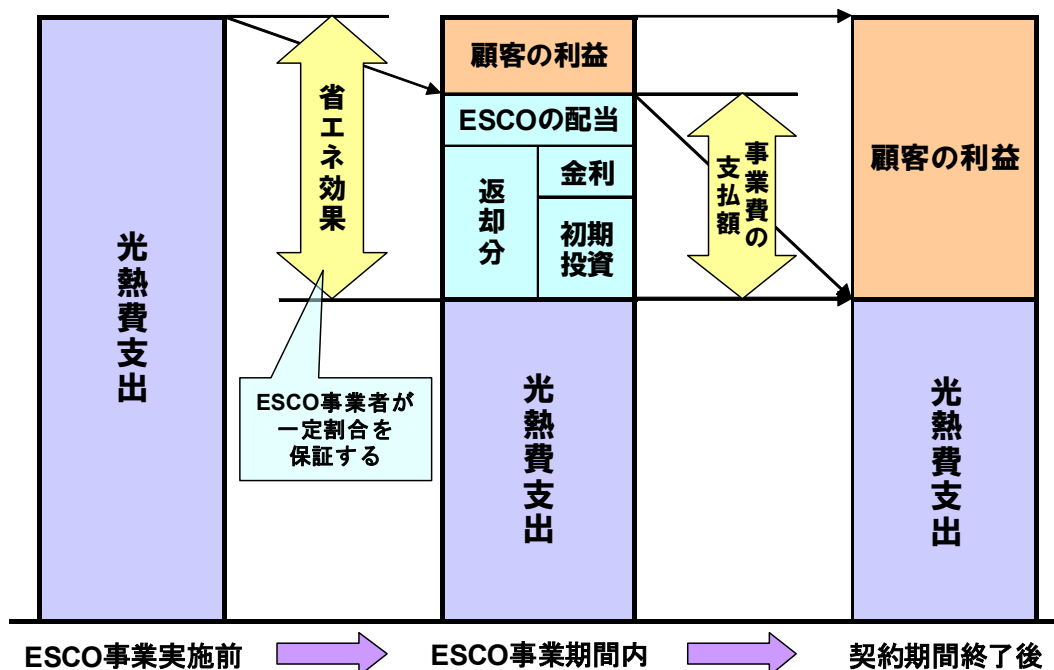 光熱費支出
省エネ効果
ESCO事業者が
一定割合を
保証する
顧客の利益
ESCOの配当
返却分
金利
初期
投資
光熱費支出
事業費の
支払額
顧客の利益
光熱費支出
ESCO事業実施前
ESCO事業期間内
契約期間終了後